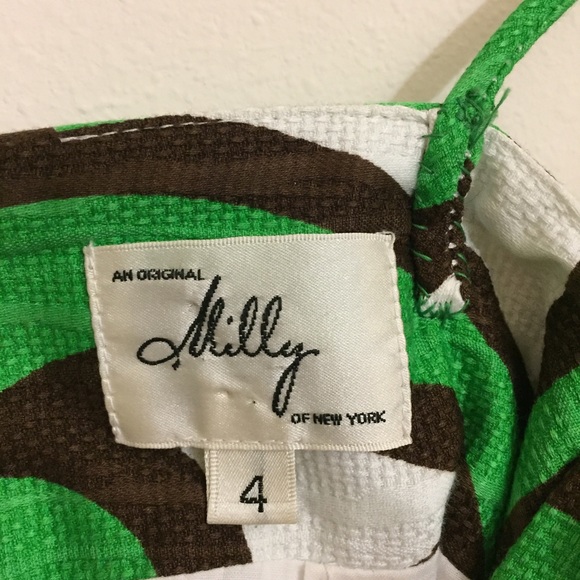 AN ORIGINAL
Milly
OF NEW YORK
4